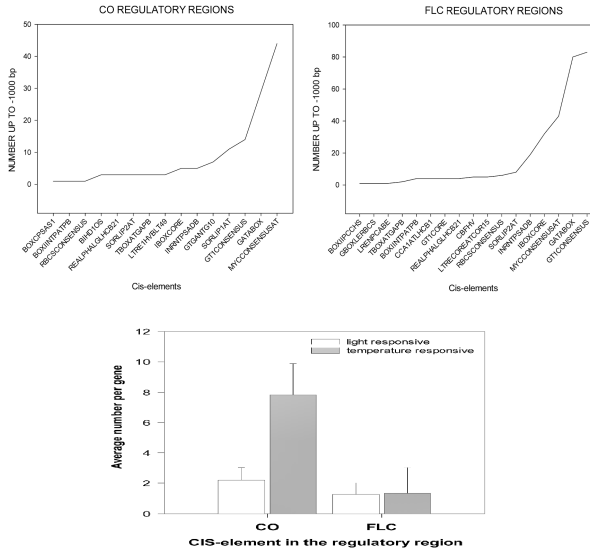 CO REGULATORY REGIONS
NUMBER UP TO -1000 bp
50
40
30
20
10
0
BOXCPSAS1
BOXIINTPATPB
RBCSCONSENSUS
BIHD1OS
REALPHALGLHCB21
SORLIP2AT
TBOXATGAPB
LTRE1HVBLT49
IBOXCORE
INRNTPSADB
GTGANTG10
SORLIP1AT
GT1CONSENSUS
GATABOX
MYCCONSENSUSAT
Cis-elements
FLC REGULATORY REGIONS
NUMBER UP TO -1000 bp
100
80
60
40
20
0
BOXIIPCCHS
GBOXLERBCS
LRENPCABE
TBOXATGAPB
BOXIINTPATPB
CCA1ATLHCB1
GT1CORE
REALPHALGLHCB21
CBFHV
LTRECOREATCOR15
RBCSCONSENSUS
SORLIP2AT
INRNTPSADB
IBOXCORE
MYCCONSENSUSAT
GATABOX
GT1CONSENSUS
Cis-elements
Average number per gene
12
10
8
6
4
2
0
light responsive
temperature responsive
CO
FLC
CIS-element in the regulatory region